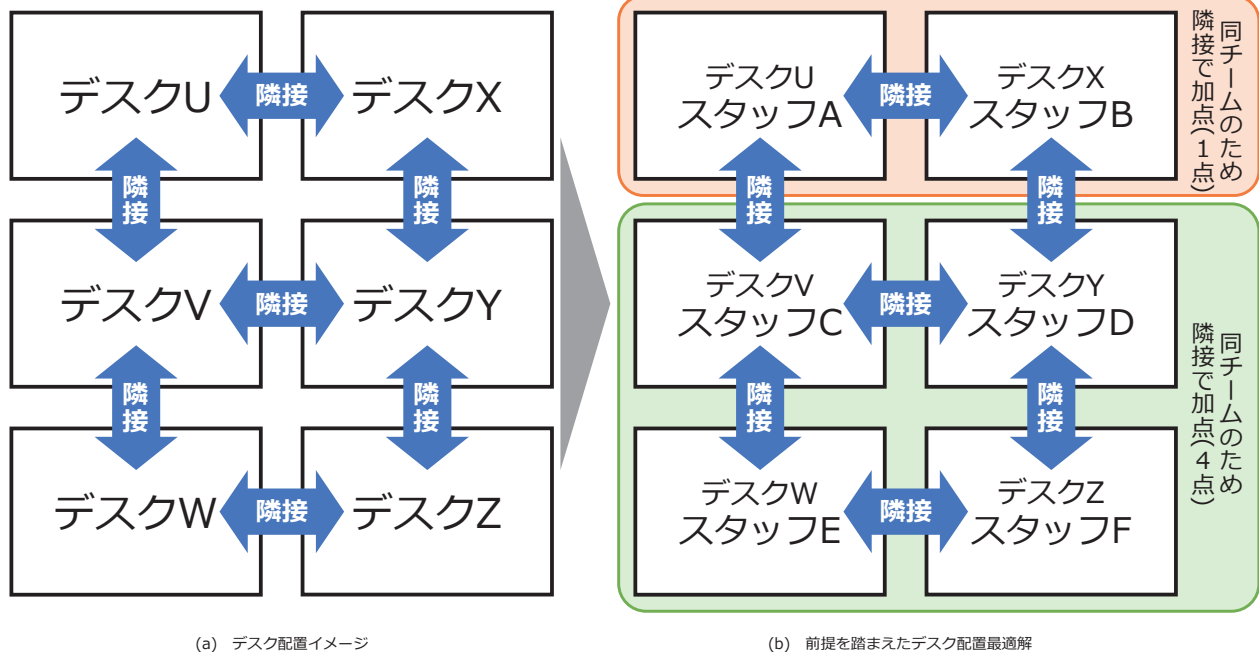 デスクU
隣接
デスクX
隣接
隣接
デスクV
隣接
デスクY
隣接
隣接
デスクW
隣接
デスクZ
(a) デスク配置イメージ
デスクU
スタッフA
隣接
デスクX
スタッフB
同チームのため
隣接で加点(1点)
隣接
隣接
デスクV
スタッフC
隣接
デスクY
スタッフD
隣接
隣接
デスクW
スタッフE
隣接
デスクZ
スタッフF
同チームのため
隣接で加点(4点)
(b) 前提を踏まえたデスク配置最適解